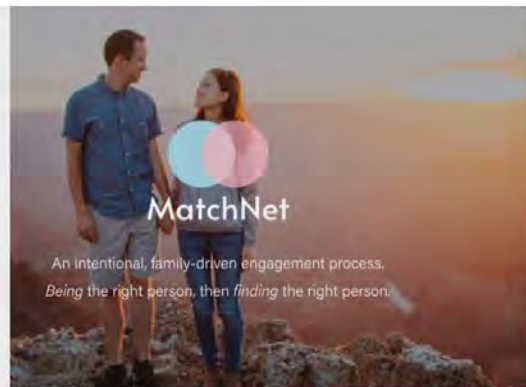 MatchNet
An intentional, family-driven engagement process.
Being the right person, then finding the right person.